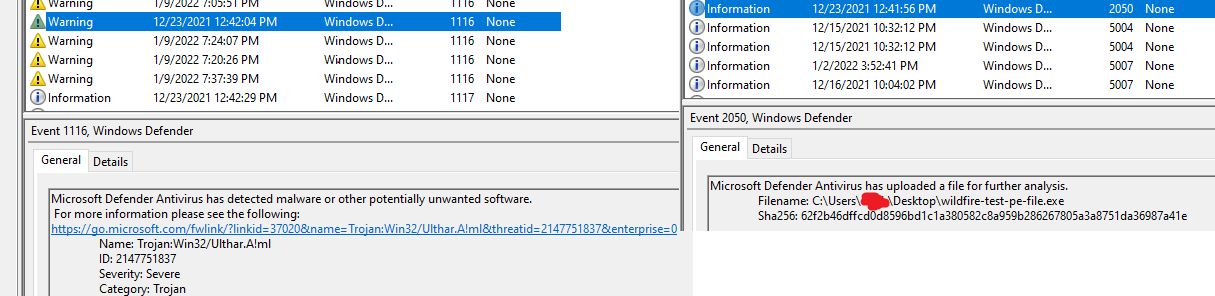 Warning 1/9/2022 7:05:51 PM Windows D... 1116 None
Warning 12/23/2021 12:42:04 PM Windows D... 1116 None
Warning 1/9/2022 7:24:07 PM Windows D... 1116 None
Warning 1/9/2022 7:20:26 PM Windows D... 1116 None
Warning 1/9/2022 7:37:39 PM Windows D... 1116 None
Information 12/23/2021 12:42:29 PM Windows D... 1117 None
Event 1116, Windows Defender
General Details
Microsoft Defender Antivirus has detected malware or other potentially unwanted software.
For more information please see the following:
https://go.microsoft.com/fwlink/?linkid=37020&name=Trojan:Win32/Ulthar.A!ml&threatid=2147751837&enterprise=0
Name: Trojan:Win32/Ulthar.A!ml
ID: 2147751837
Severity: Severe
Category: Trojan
Information 12/23/2021 12:41:56 PM Windows D... 2050 None
Information 12/15/2021 10:32:12 PM Windows D... 5004 None
Information 12/15/2021 10:32:12 PM Windows D... 5004 None
Information 1/2/2022 3:52:41 PM Windows D... 5007 None
Information 12/16/2021 10:04:02 PM Windows D... 5007 None
Event 2050, Windows Defender
General Details
Microsoft Defender Antivirus has uploaded a file for further analysis.
Filename: C:\Users\ \Desktop\wildfire-test-pe-file.exe
Sha256: 62f2b46dffcd0d8596bd1c1a380582c8a959b286267805a3a8751da36987a41e